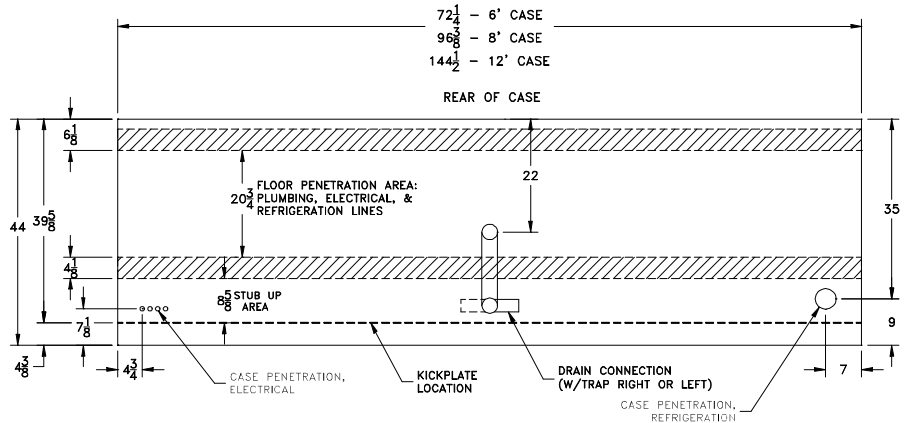 72 1/4 - 6' CASE
96 3/8 - 8' CASE
144 1/2 - 12' CASE
REAR OF CASE
6 1/8
22
FLOOR PENETRATION AREA:
20 3/4 PLUMBING, ELECTRICAL, &
REFRIGERATION LINES
35
44
39 5/8
4 1/8
8 5/8 STUB UP
AREA
7 1/8
9
4 3/8
4 3/4
7
CASE PENETRATION,
ELECTRICAL
KICKPLATE
LOCATION
DRAIN CONNECTION
(W/TRAP RIGHT OR LEFT)
CASE PENETRATION,
REFRIGERATION